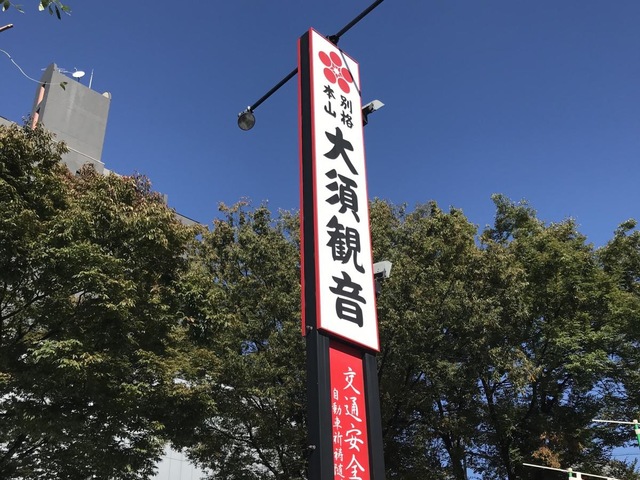 別格
本山
大須観音
交通安全
自動車祈祷